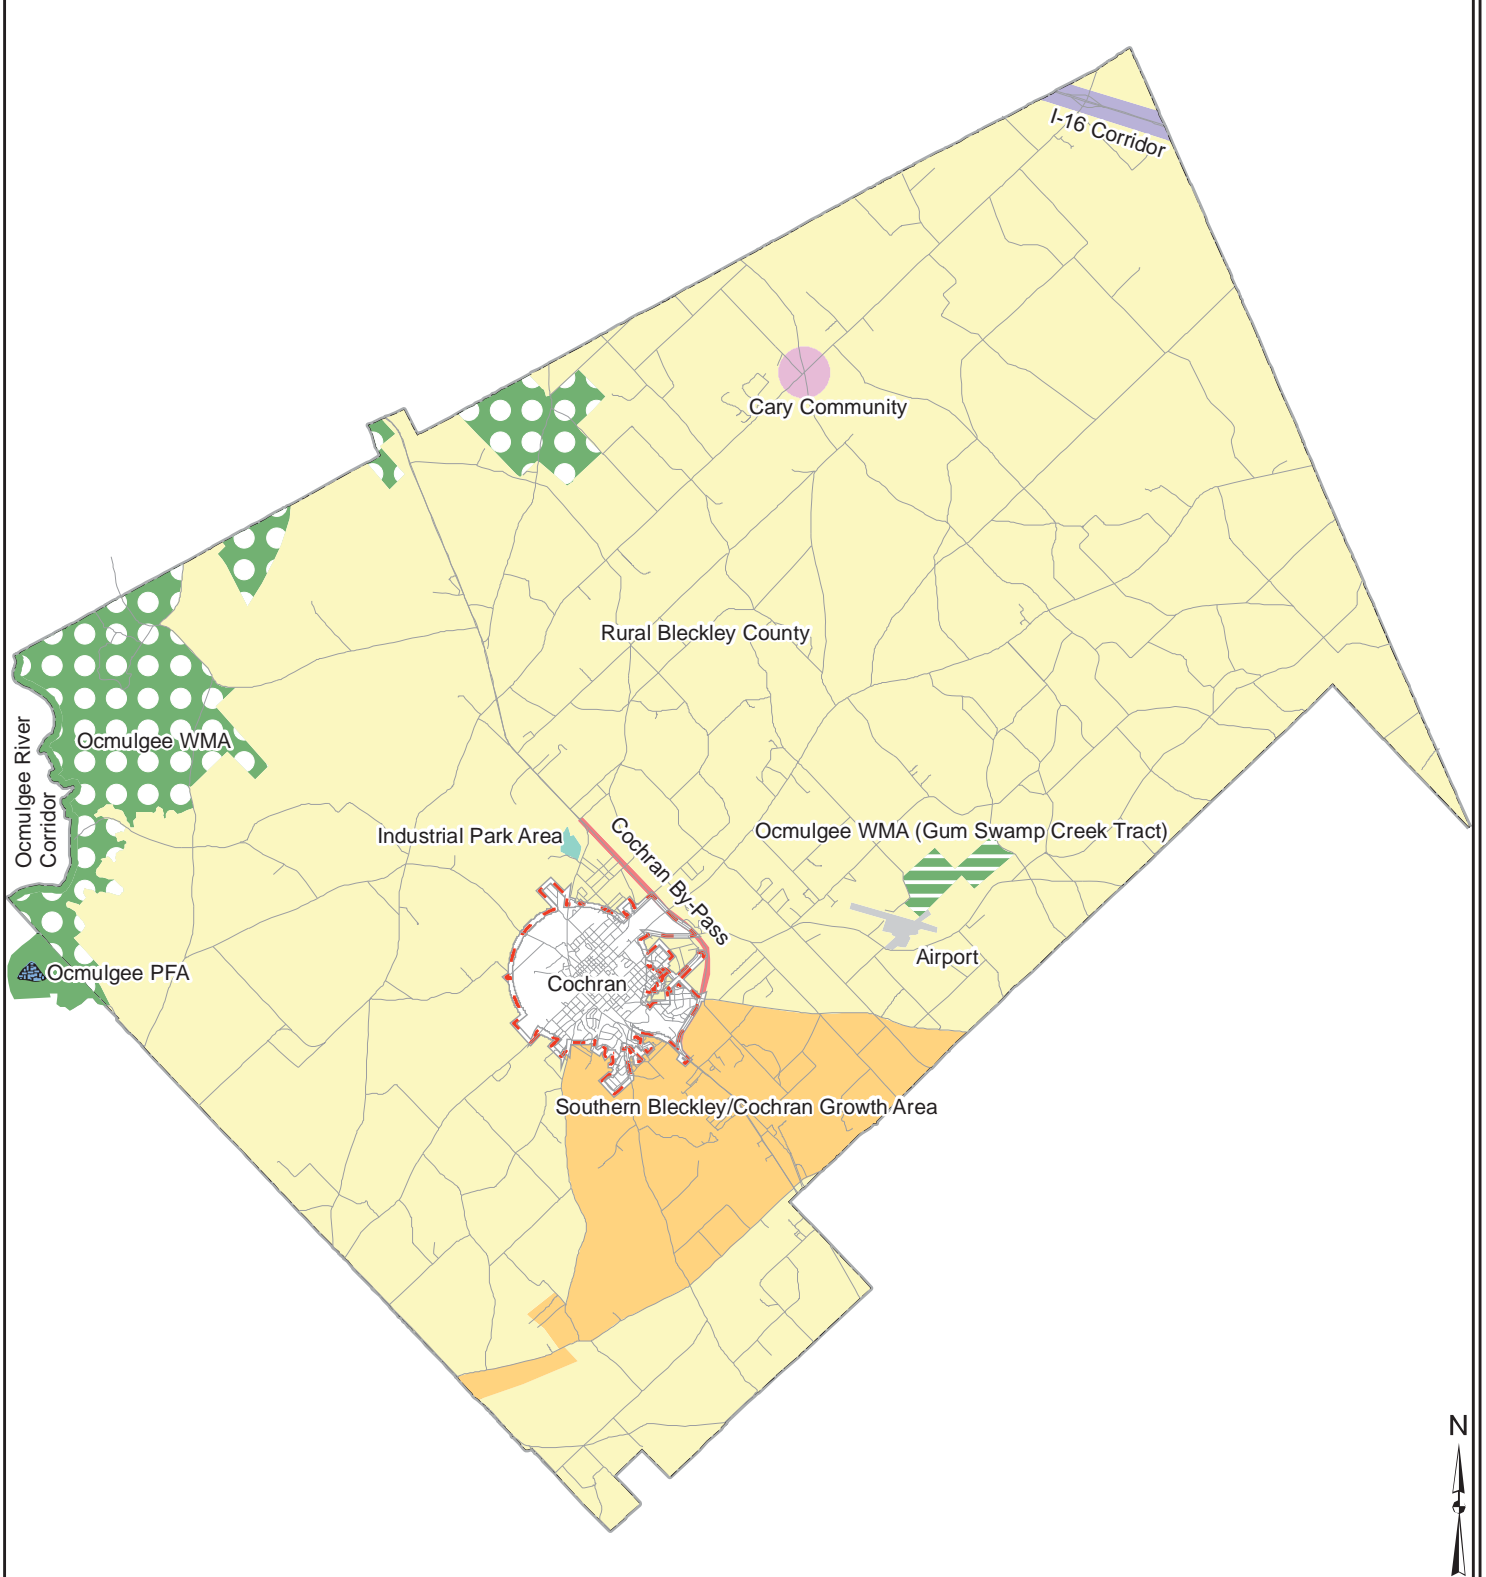 I-16 Corridor
Cary Community
Rural Bleckley County
Ocmulgee WMA
Ocmulgee River
Corridor
Industrial Park Area
Cochran By-Pass
Ocmulgee WMA (Gum Swamp Creek Tract)
Airport
Ocmulgee PFA
Cochran
Southern Bleckley/Cochran Growth Area
N